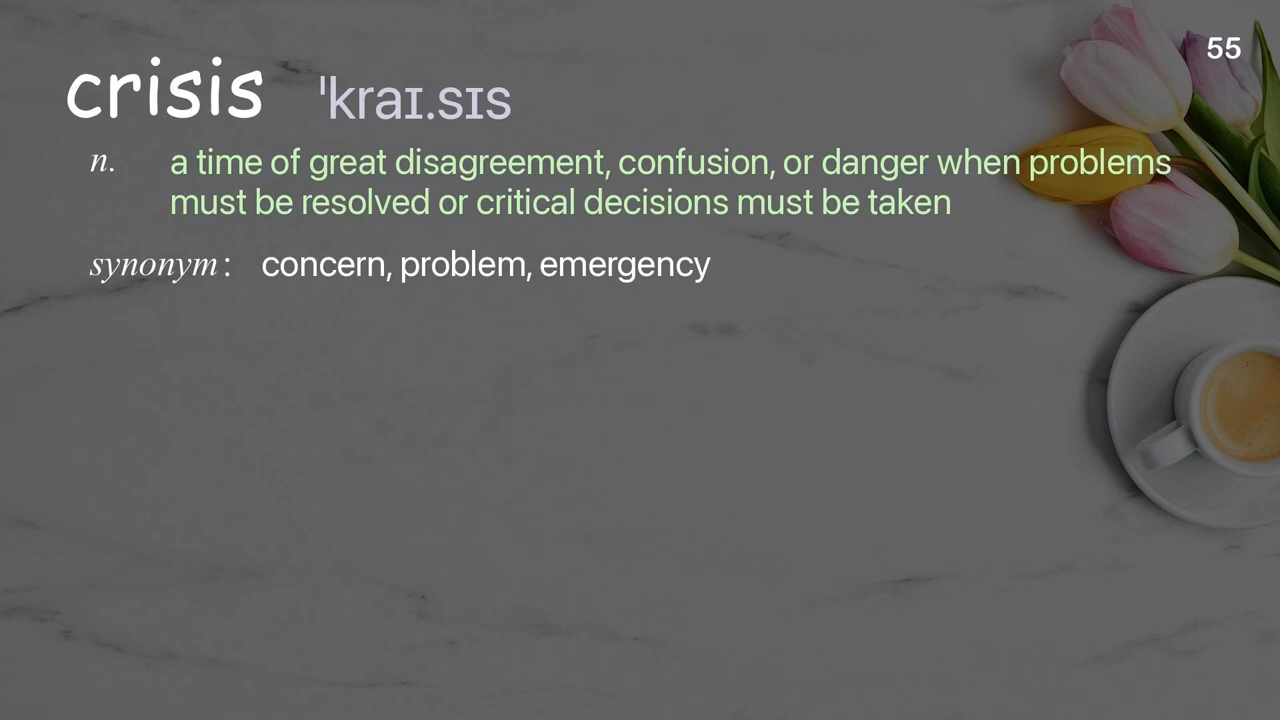 55
crisis ˈkraɪ.sɪs
n. a time of great disagreement, confusion, or danger when problems
must be resolved or critical decisions must be taken
synonym: concern, problem, emergency